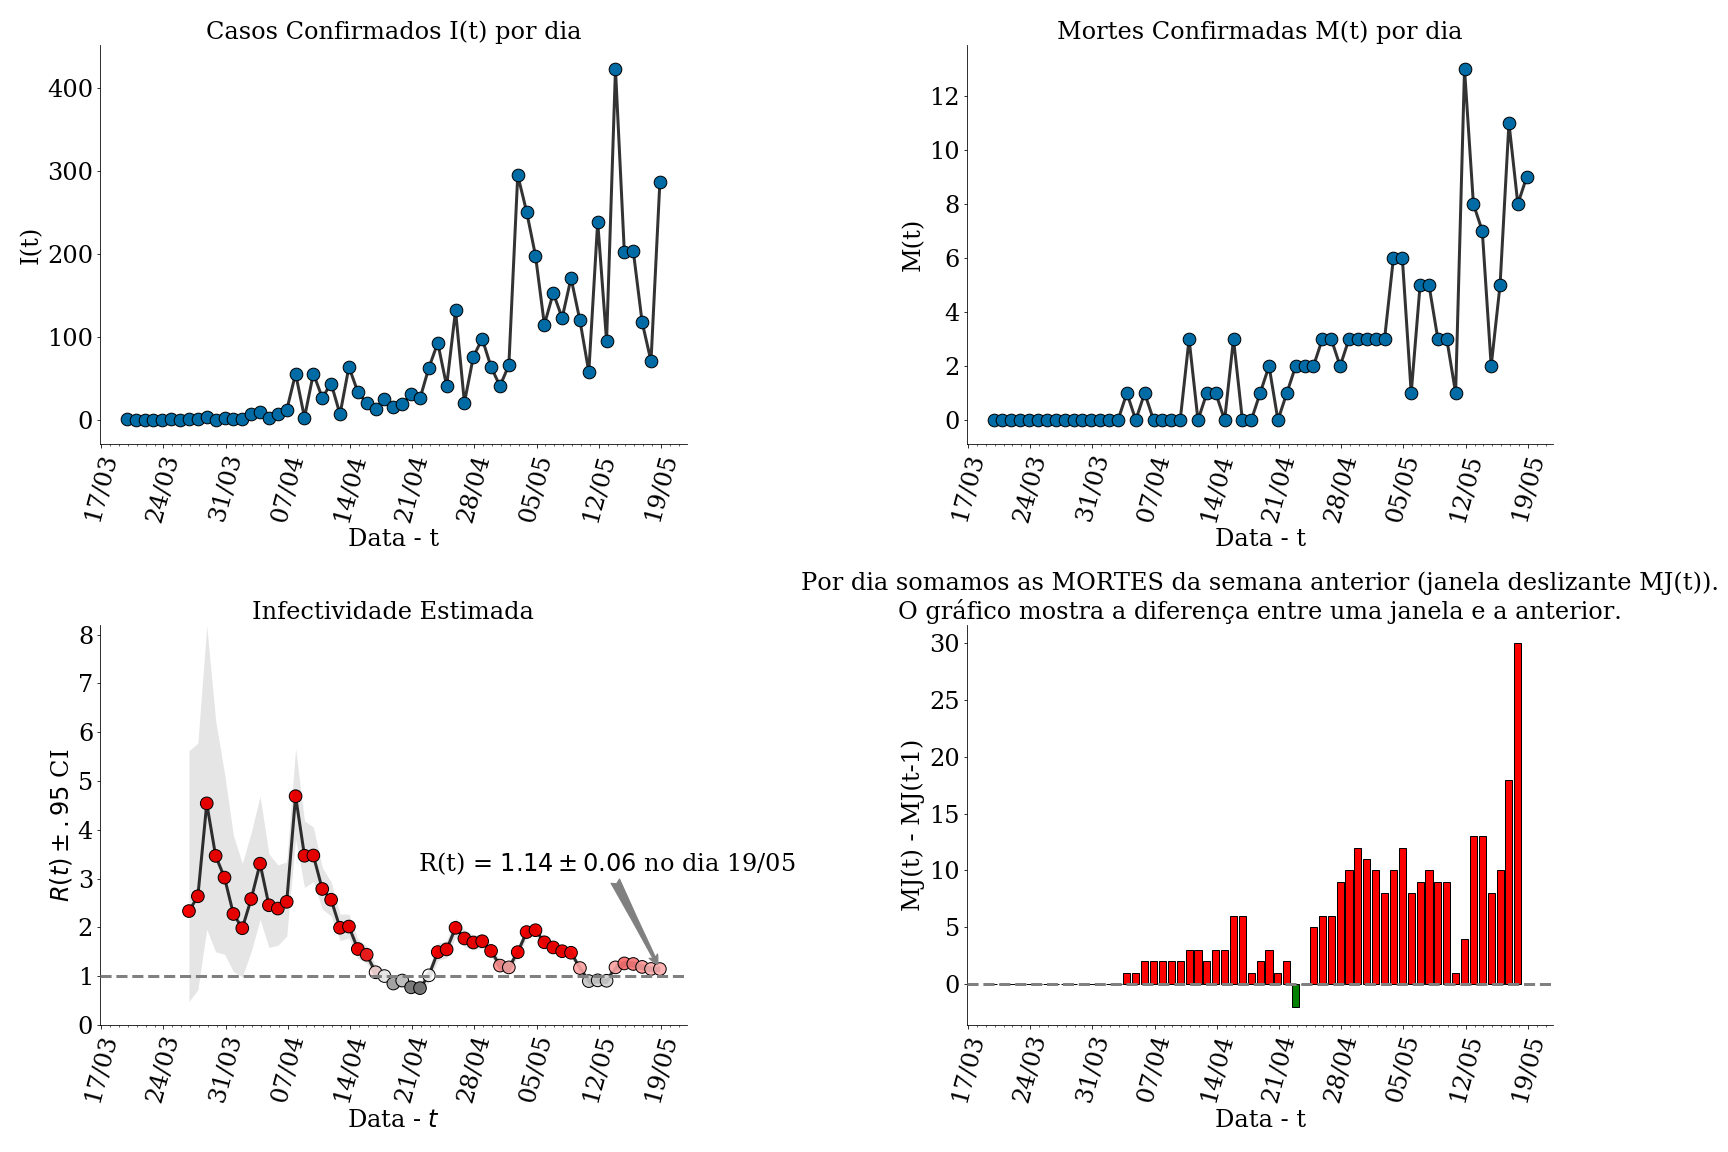 Casos Confirmados I(t) por dia
I(t)
400
300
200
100
0
17/03 24/03 31/03 07/04 14/04 21/04 28/04 05/05 12/05 19/05
Data - t
Mortes Confirmadas M(t) por dia
M(t)
12
10
8
6
4
2
0
17/03 24/03 31/03 07/04 14/04 21/04 28/04 05/05 12/05 19/05
Data - t
Infectividade Estimada
R(t) ± .95 CI
8
7
6
5
4
3
2
1
0
R(t) = 1.14 ± 0.06 no dia 19/05
17/03 24/03 31/03 07/04 14/04 21/04 28/04 05/05 12/05 19/05
Data - t
Por dia somamos as MORTES da semana anterior (janela deslizante MJ(t)).
O gráfico mostra a diferença entre uma janela e a anterior.
MJ(t) - MJ(t-1)
30
25
20
15
10
5
0
17/03 24/03 31/03 07/04 14/04 21/04 28/04 05/05 12/05 19/05
Data - t